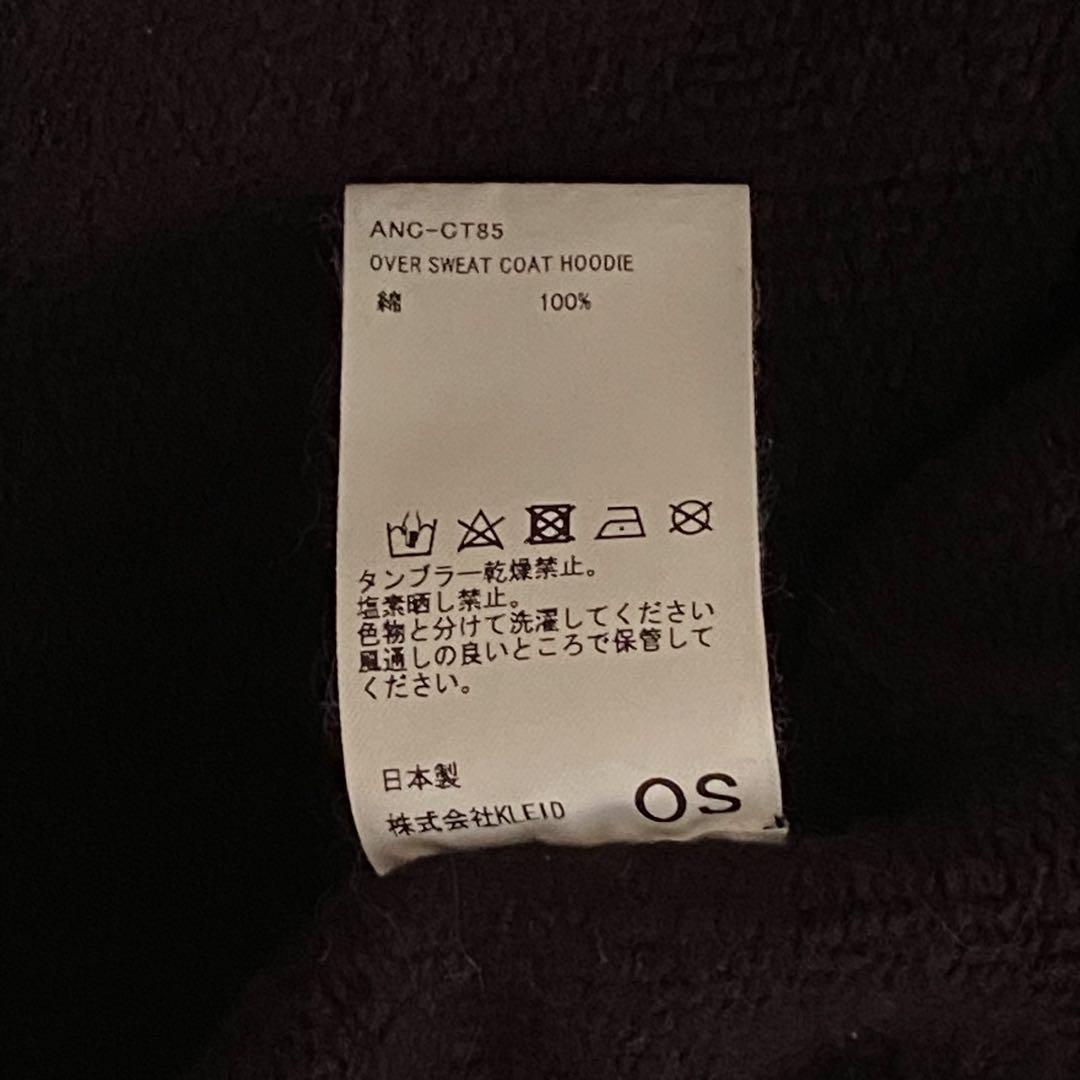 ANC-CT85
OVER SWEAT COAT HOODIE
綿 100%
タンブラー乾燥禁止。
塩素晒し禁止。
色物と分けて洗濯してください
風通しの良いところで保管して
ください。
日本製
株式会社KLEID
OS